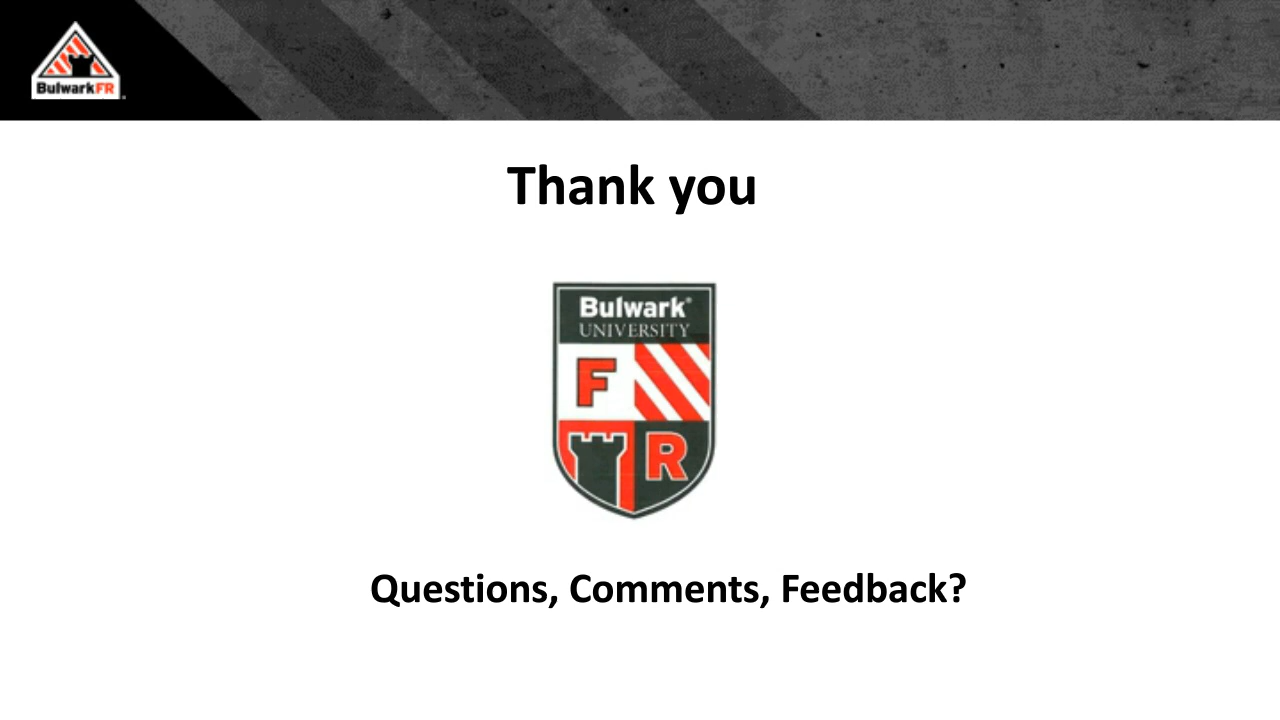 BulwarkFR
Thank you
Bulwark®
UNIVERSITY
F
R
Questions, Comments, Feedback?